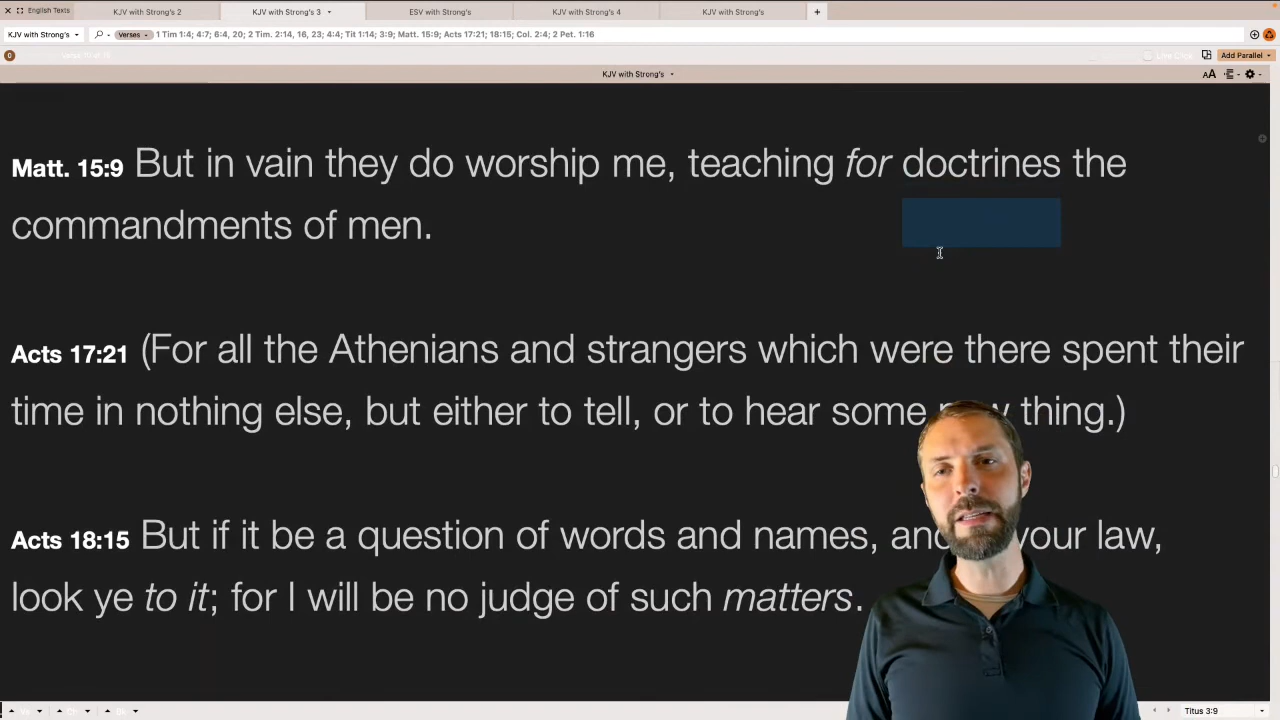 English Texts
KJV with Strong's 2
KJV with Strong's 3
ESV with Strong's
KJV with Strong's 4
KJV with Strong's
KJV with Strong's
Verses
1 Tim 1:4; 4:7; 6:4, 20; 2 Tim. 2:14, 16, 23; 4:4; Tit 1:14; 3:9; Matt. 15:9; Acts 17:21; 18:15; Col. 2:4; 2 Pet. 1:16
0
Live Click
Add Parallel
KJV with Strong's
AA
Matt. 15:9 But in vain they do worship me, teaching for doctrines the
commandments of men.
Acts 17:21 (For all the Athenians and strangers which were there spent their
time in nothing else, but either to tell, or to hear some thing.)
Acts 18:15 But if it be a question of words and names, and your law,
look ye to it; for I will be no judge of such matters.
Titus 3:9